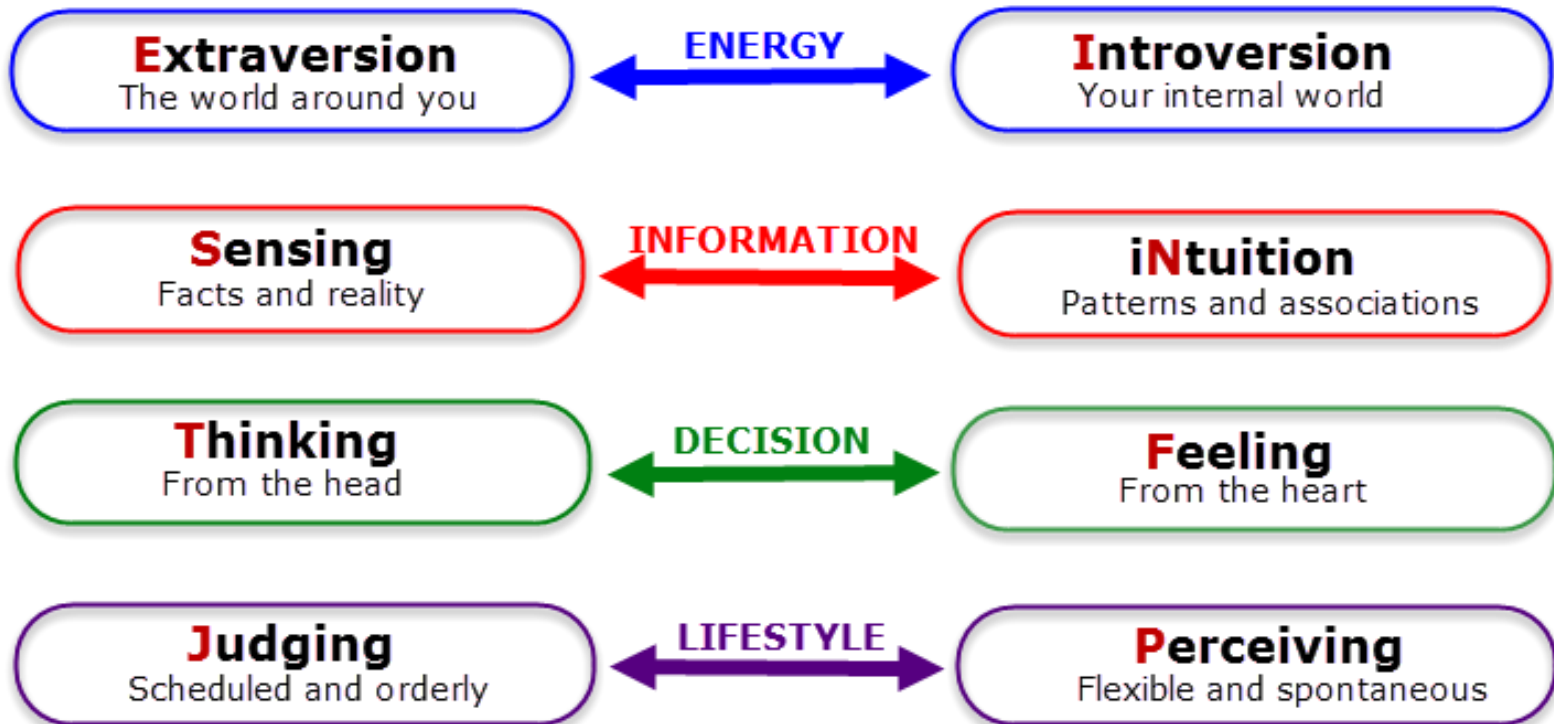 Extraversion
The world around you
ENERGY
Introversion
Your internal world
Sensing
Facts and reality
INFORMATION
iNtuition
Patterns and associations
Thinking
From the head
DECISION
Feeling
From the heart
Judging
Scheduled and orderly
LIFESTYLE
Perceiving
Flexible and spontaneous